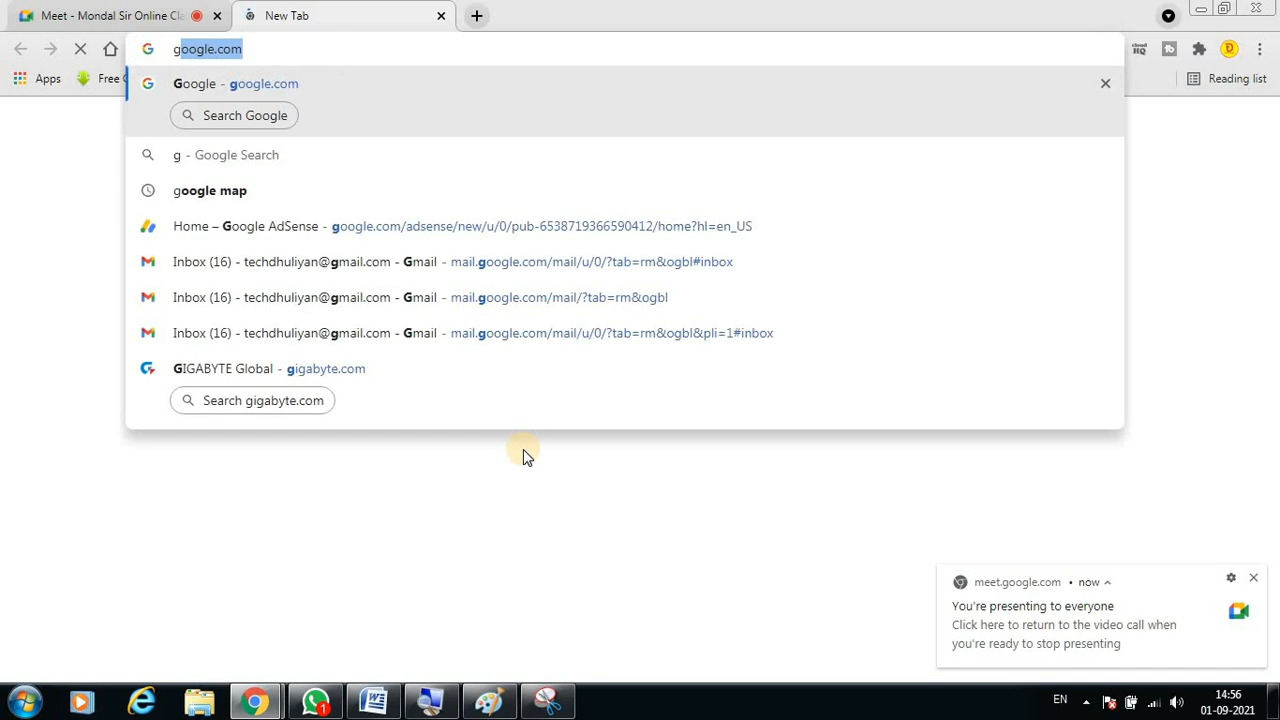 Meet - Mondal Sir Online Cla
New Tab
google.com
Apps
Free C
Reading list
Google - google.com
Search Google
g - Google Search
google map
Home – Google AdSense - google.com/adsense/new/u/0/pub-6538719366590412/home?hl=en_US
Inbox (16) - techdhuliyan@gmail.com - Gmail - mail.google.com/mail/u/0/?tab=rm&ogbl#inbox
Inbox (16) - techdhuliyan@gmail.com - Gmail - mail.google.com/mail/?tab=rm&ogbl
Inbox (16) - techdhuliyan@gmail.com - Gmail - mail.google.com/mail/u/0/?tab=rm&ogbl&pli=1#inbox
GIGABYTE Global - gigabyte.com
Search gigabyte.com
meet.google.com • now
You're presenting to everyone
Click here to return to the video call when
you're ready to stop presenting
cloud
HQ
1
EN
14:56
01-09-2021